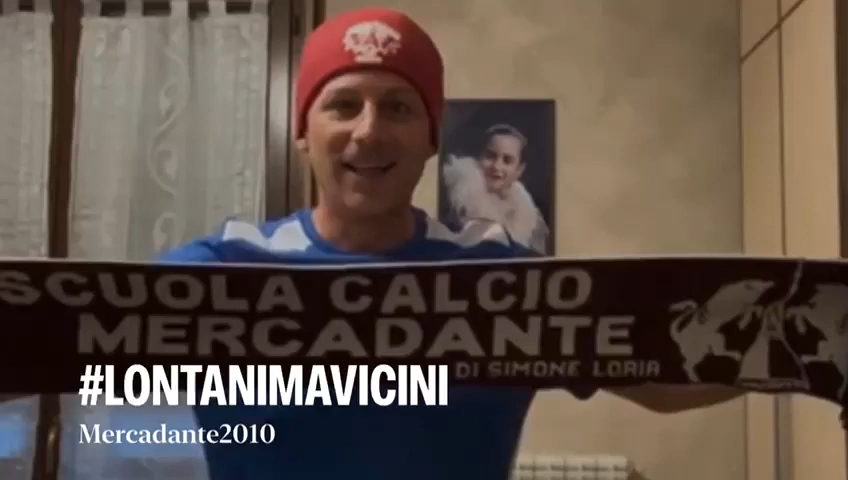 SCUOLA CALCIO
MERCADANTE
DI SIMONE LORIA
#LONTANIMAVICINI
Mercadante2010